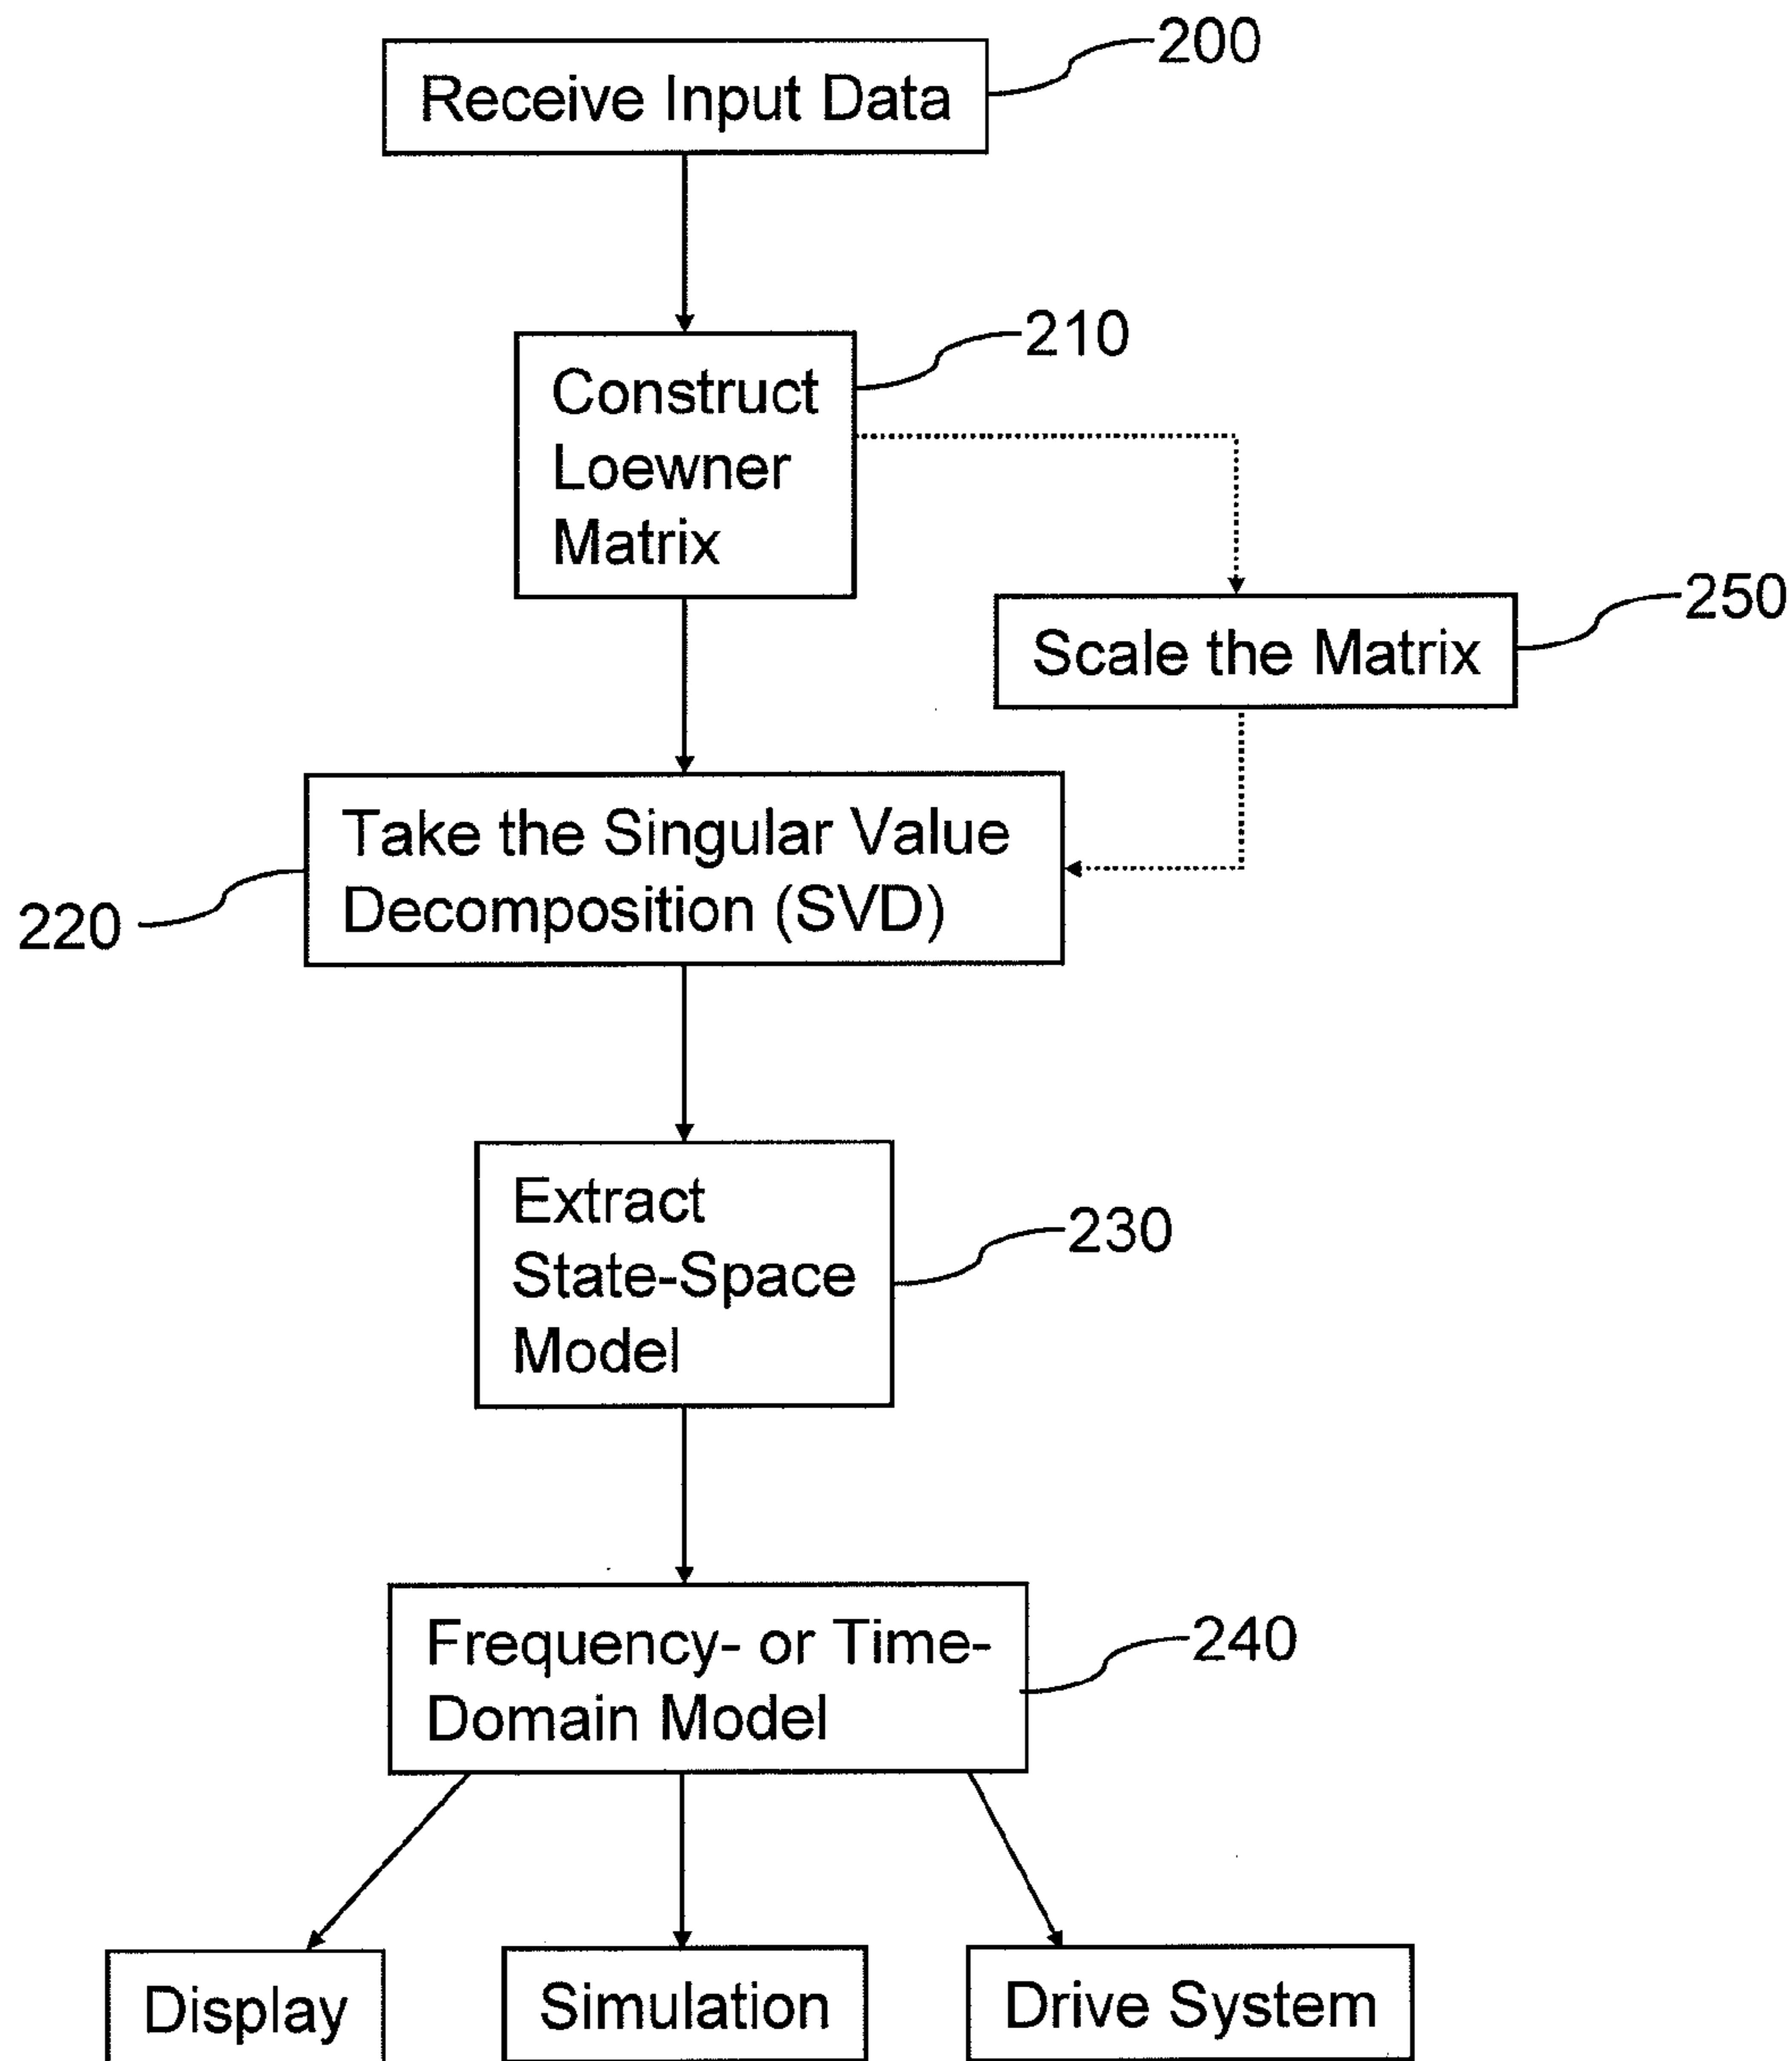 200
Receive Input Data
210
Construct
Loewner
Matrix
250
Scale the Matrix
Take the Singular Value
Decomposition (SVD)
220
Extract
State-Space
Model
230
Frequency- or Time-
Domain Model
240
Display
Simulation
Drive System